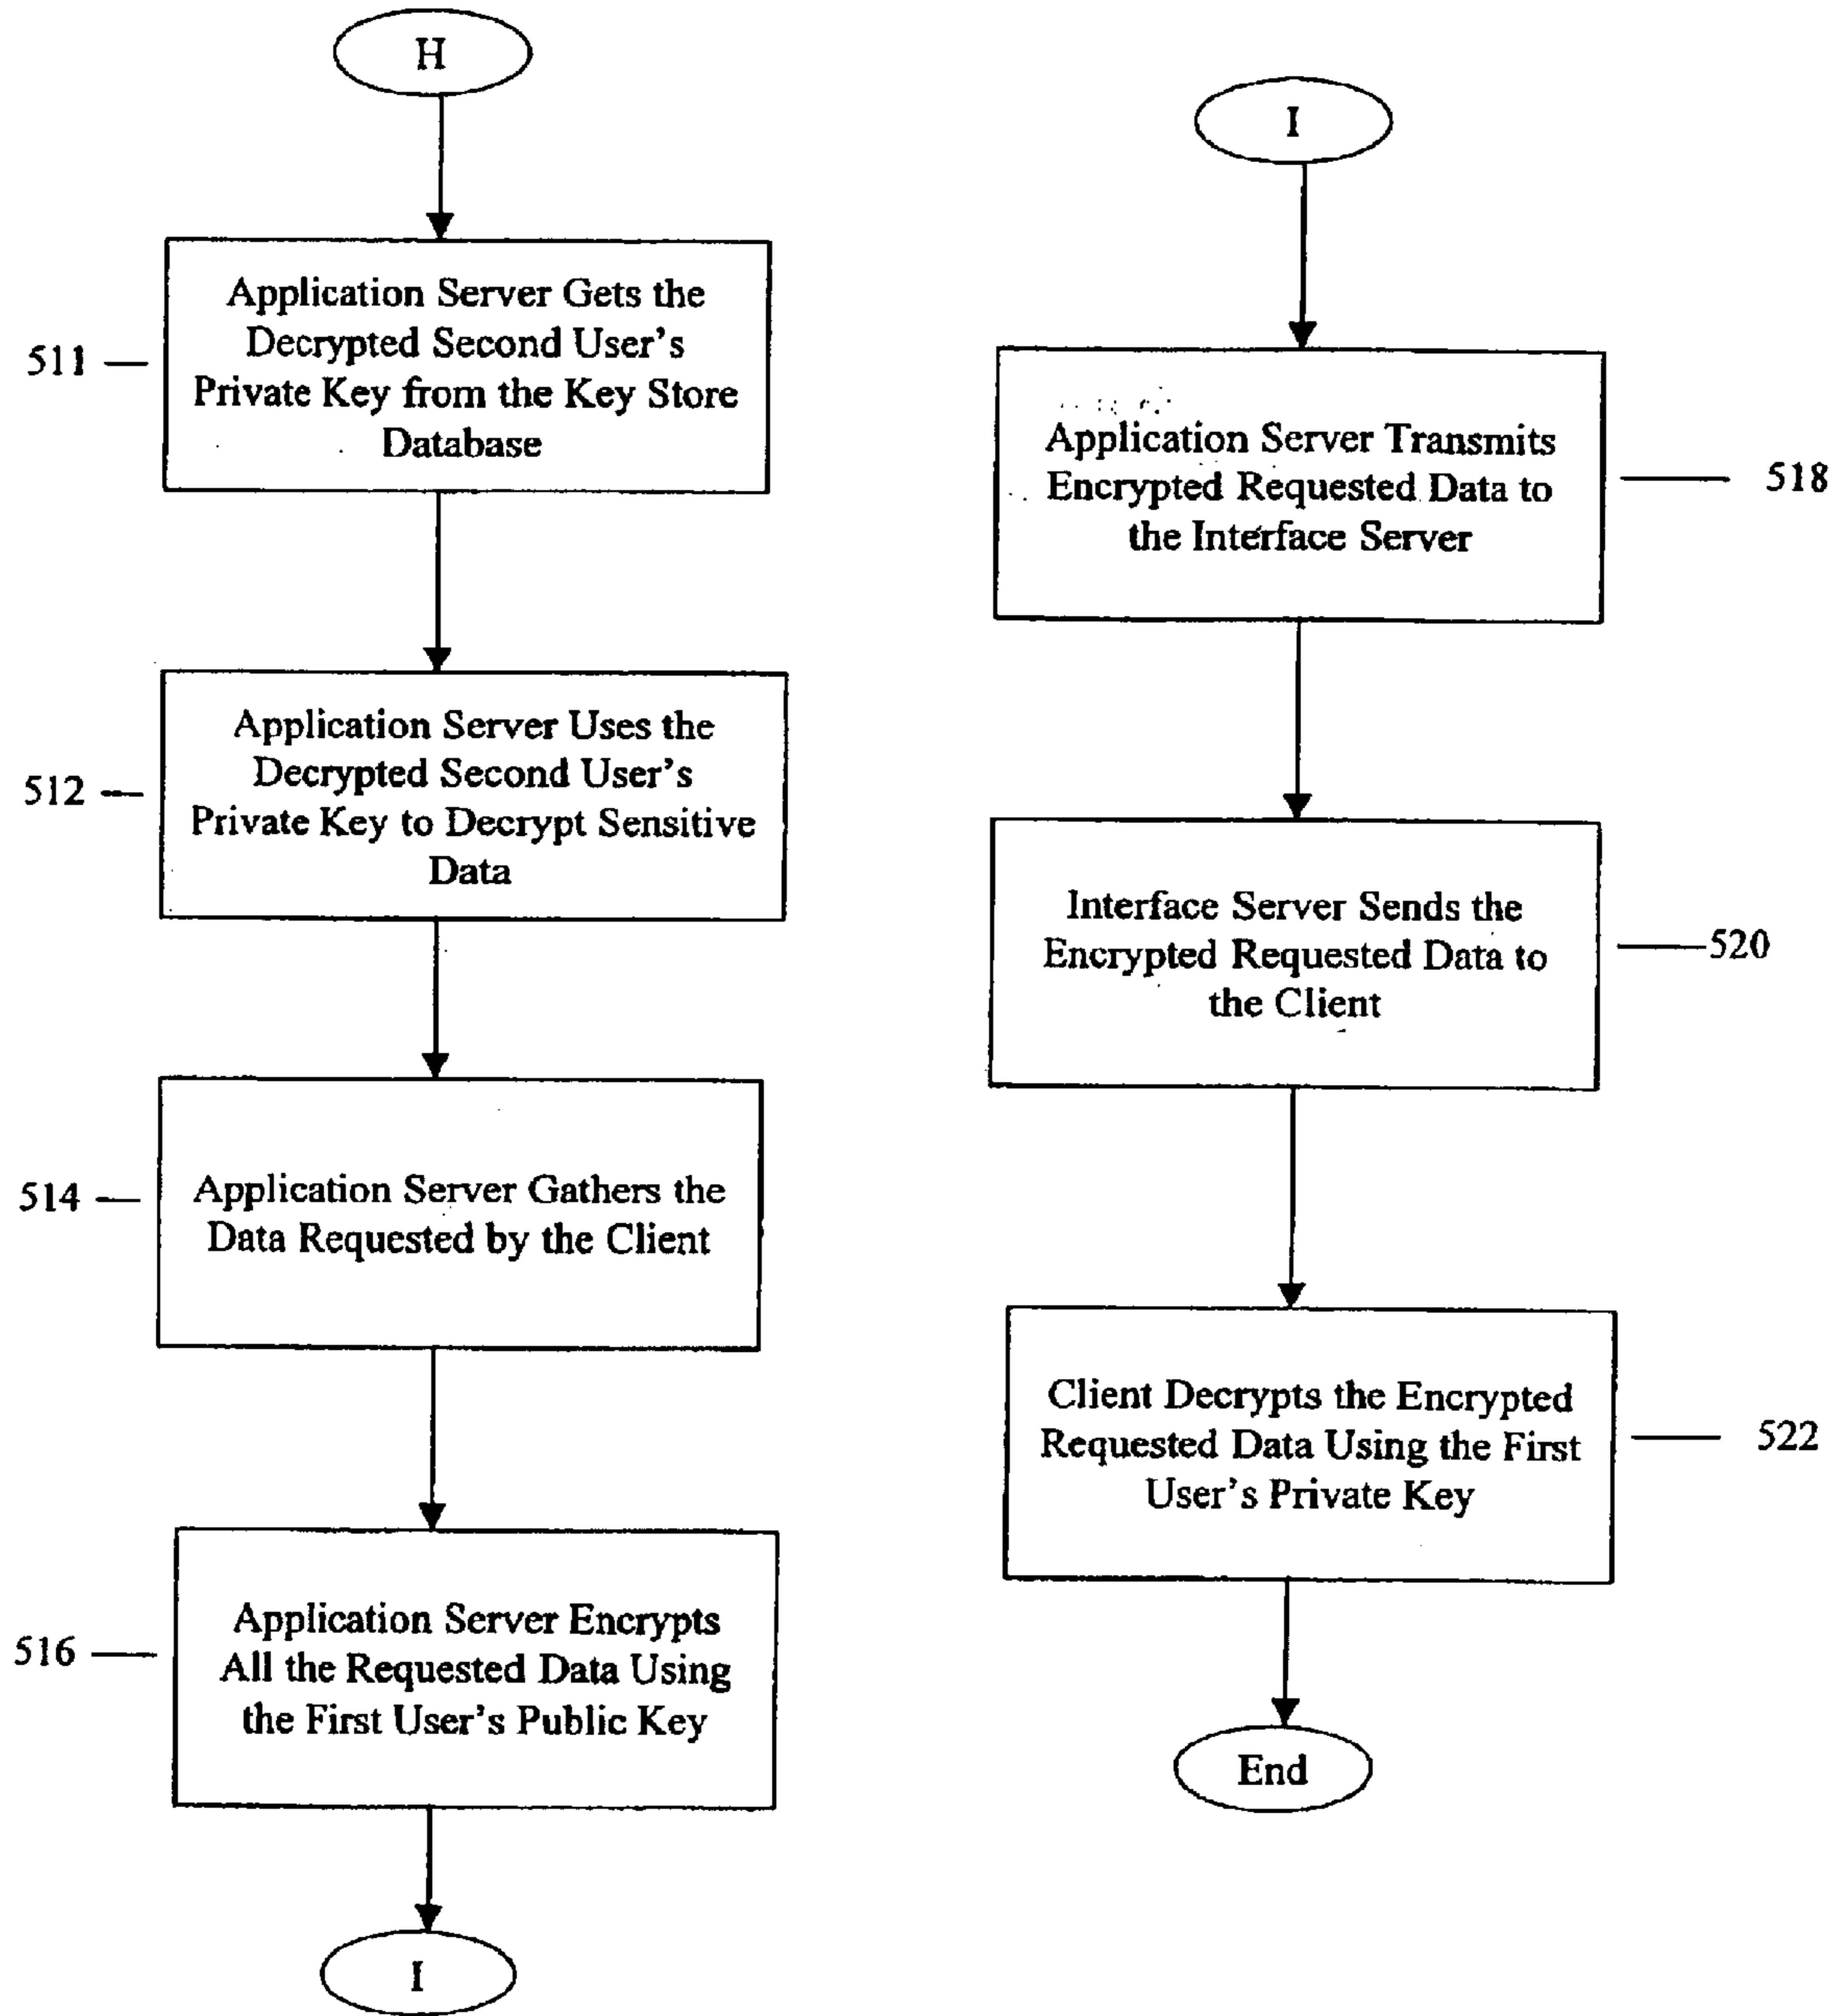 H
511
Application Server Gets the
Decrypted Second User's
Private Key from the Key Store
Database
512
Application Server Uses the
Decrypted Second User's
Private Key to Decrypt Sensitive
Data
514
Application Server Gathers the
Data Requested by the Client
516
Application Server Encrypts
All the Requested Data Using
the First User's Public Key
I
I
Application Server Transmits
Encrypted Requested Data to
the Interface Server
518
Interface Server Sends the
Encrypted Requested Data to
the Client
520
Client Decrypts the Encrypted
Requested Data Using the First
User's Private Key
522
End